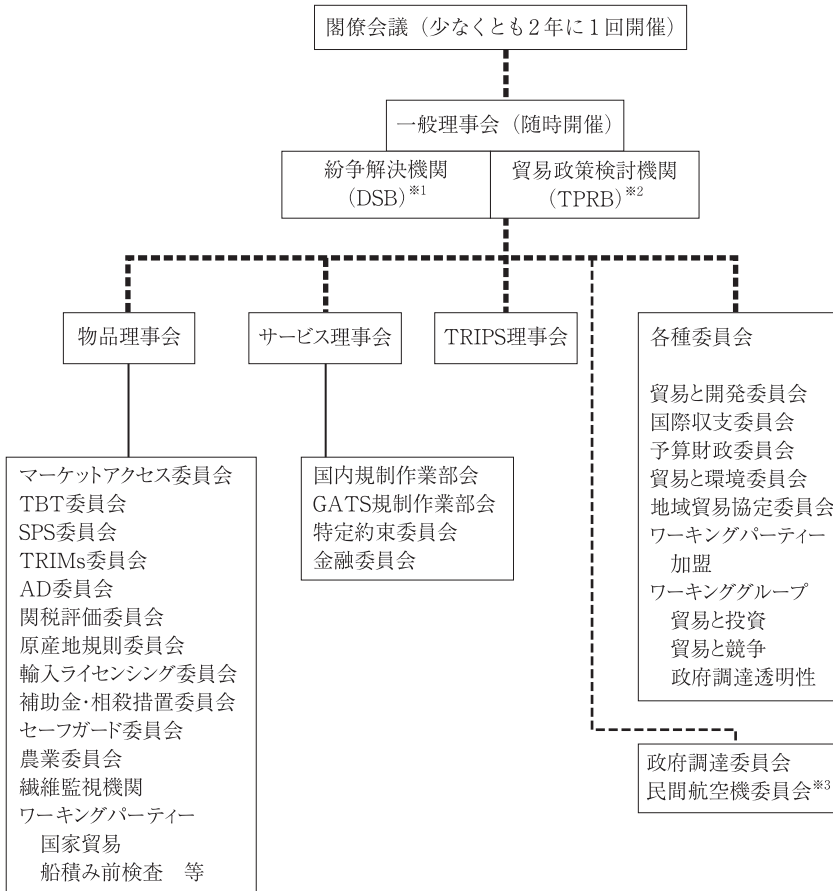 閣僚会議（少なくとも２年に１回開催）
一般理事会（随時開催）
紛争解決機関
（DSB）※1
貿易政策検討機関
（TPRB）※2
物品理事会
サービス理事会
TRIPS理事会
各種委員会
貿易と開発委員会
国際収支委員会
予算財政委員会
貿易と環境委員会
地域貿易協定委員会
ワーキングパーティー
加盟
ワーキンググループ
貿易と投資
貿易と競争
政府調達透明性
マーケットアクセス委員会
TBT委員会
SPS委員会
TRIMs委員会
AD委員会
関税評価委員会
原産地規則委員会
輸入ライセンシング委員会
補助金・相殺措置委員会
セーフガード委員会
農業委員会
繊維監視機関
ワーキングパーティー
国家貿易
船積み前検査　等
国内規制作業部会
GATS規制作業部会
特定約束委員会
金融委員会
政府調達委員会
民間航空機委員会※3